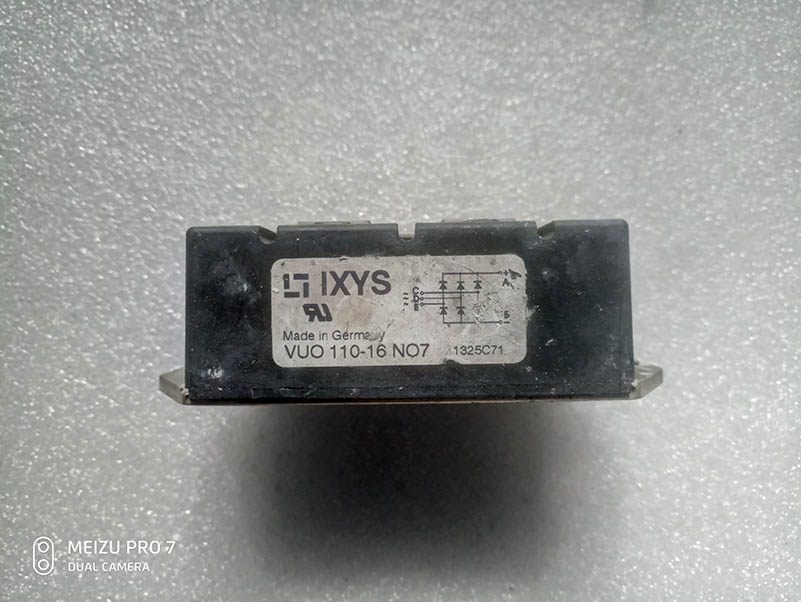 IXYS
Made in Germany
VUO 110-16 NO7
1325C71
+
A
C
D
E
B
MEIZU PRO 7
DUAL CAMERA